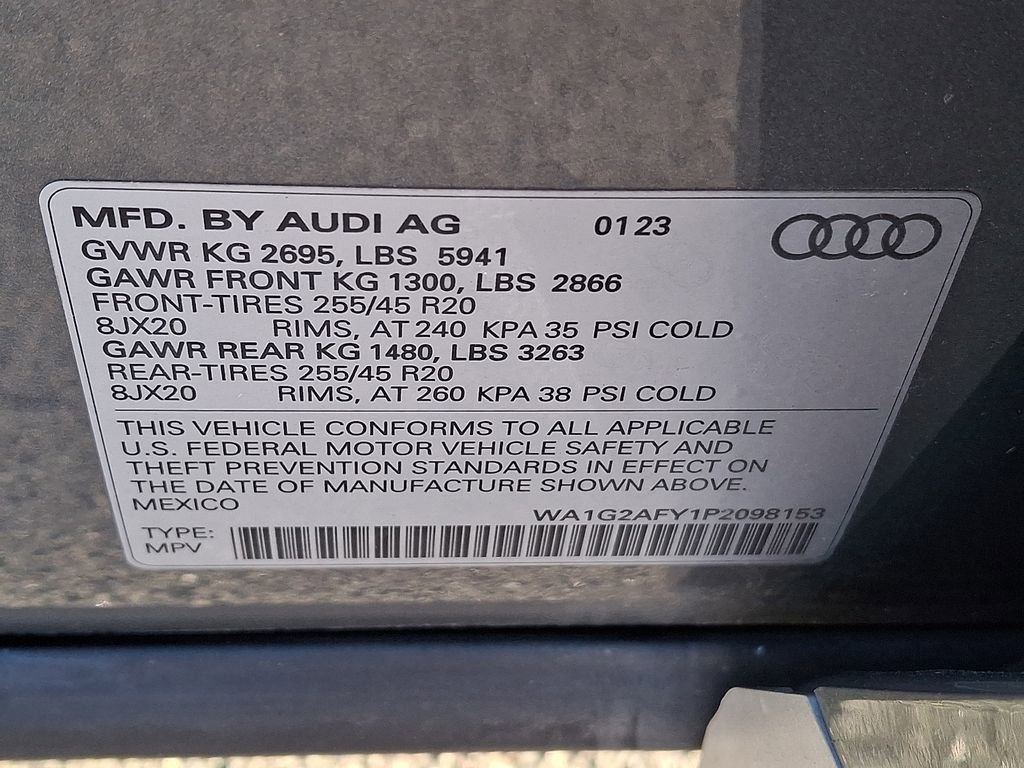 MFD. BY AUDI AG 01 23
GVWR KG 2695, LBS 5941
GAWR FRONT KG 1300, LBS 2866
FRONT-TIRES 255/45 R20
8JX20 RIMS, AT 240 KPA 35 PSI COLD
GAWR REAR KG 1480, LBS 3263
REAR-TIRES 255/45 R20
8JX20 RIMS, AT 260 KPA 38 PSI COLD
THIS VEHICLE CONFORMS TO ALL APPLICABLE
U.S. FEDERAL MOTOR VEHICLE SAFETY AND
THEFT PREVENTION STANDARDS IN EFFECT ON
THE DATE OF MANUFACTURE SHOWN ABOVE.
MEXICO
WA1G2AFY1P2098153
TYPE:
MPV